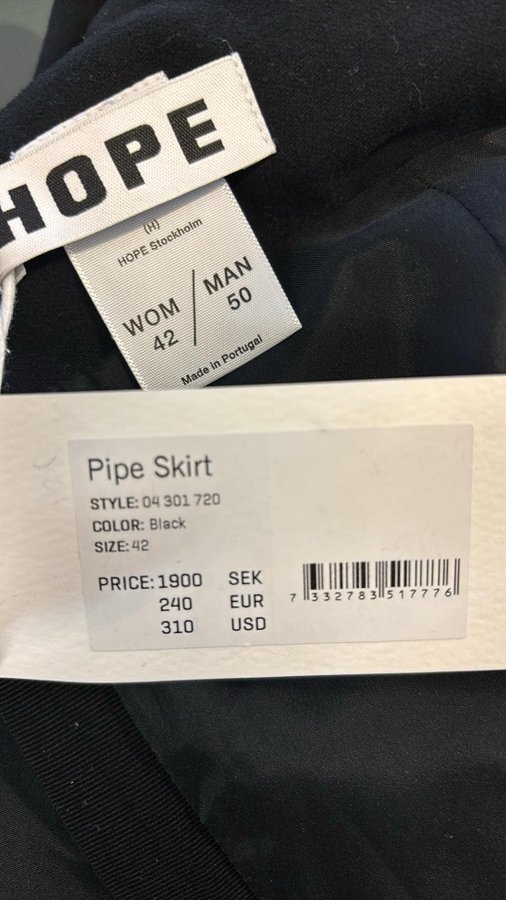 HOPE
(H)
HOPE Stockholm
WOM / MAN
42 / 50
Made in Portugal
Pipe Skirt
STYLE: 04 301 720
COLOR: Black
SIZE: 42
PRICE: 1900 SEK
240 EUR
310 USD
7 332783 517776